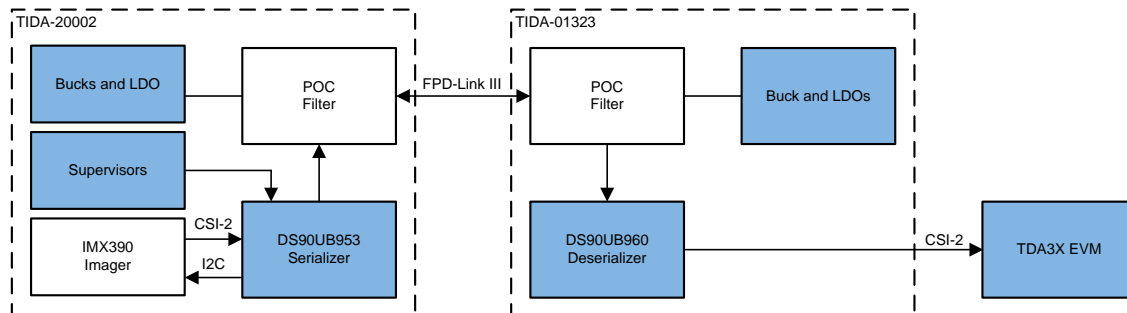 TIDA-20002
TIDA-01323
Bucks and LDO
POC
Filter
FPD-Link III
POC
Filter
Buck and LDOs
Supervisors
IMX390
Imager
CSI-2
I2C
DS90UB953
Serializer
DS90UB960
Deserializer
CSI-2
TDA3X EVM